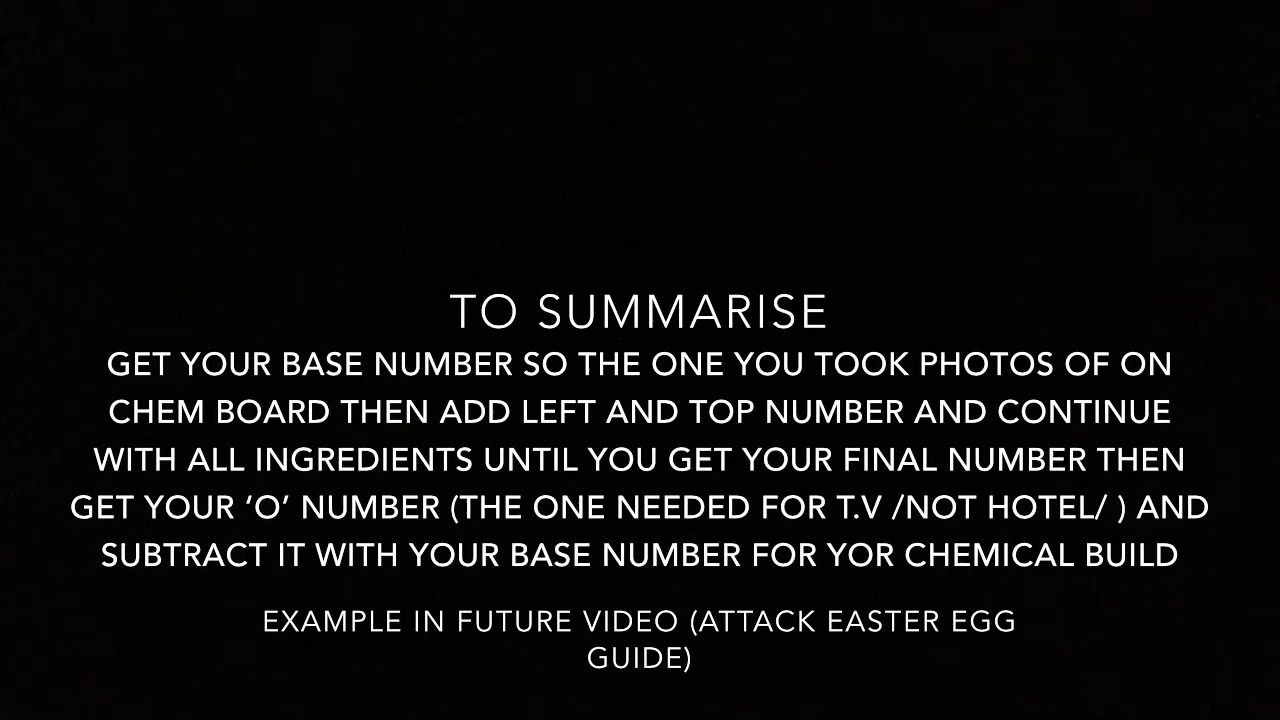 TO SUMMARISE
GET YOUR BASE NUMBER SO THE ONE YOU TOOK PHOTOS OF ON
CHEM BOARD THEN ADD LEFT AND TOP NUMBER AND CONTINUE
WITH ALL INGREDIENTS UNTIL YOU GET YOUR FINAL NUMBER THEN
GET YOUR ‘O’ NUMBER (THE ONE NEEDED FOR T.V /NOT HOTEL/ ) AND
SUBTRACT IT WITH YOUR BASE NUMBER FOR YOR CHEMICAL BUILD
EXAMPLE IN FUTURE VIDEO (ATTACK EASTER EGG
GUIDE)